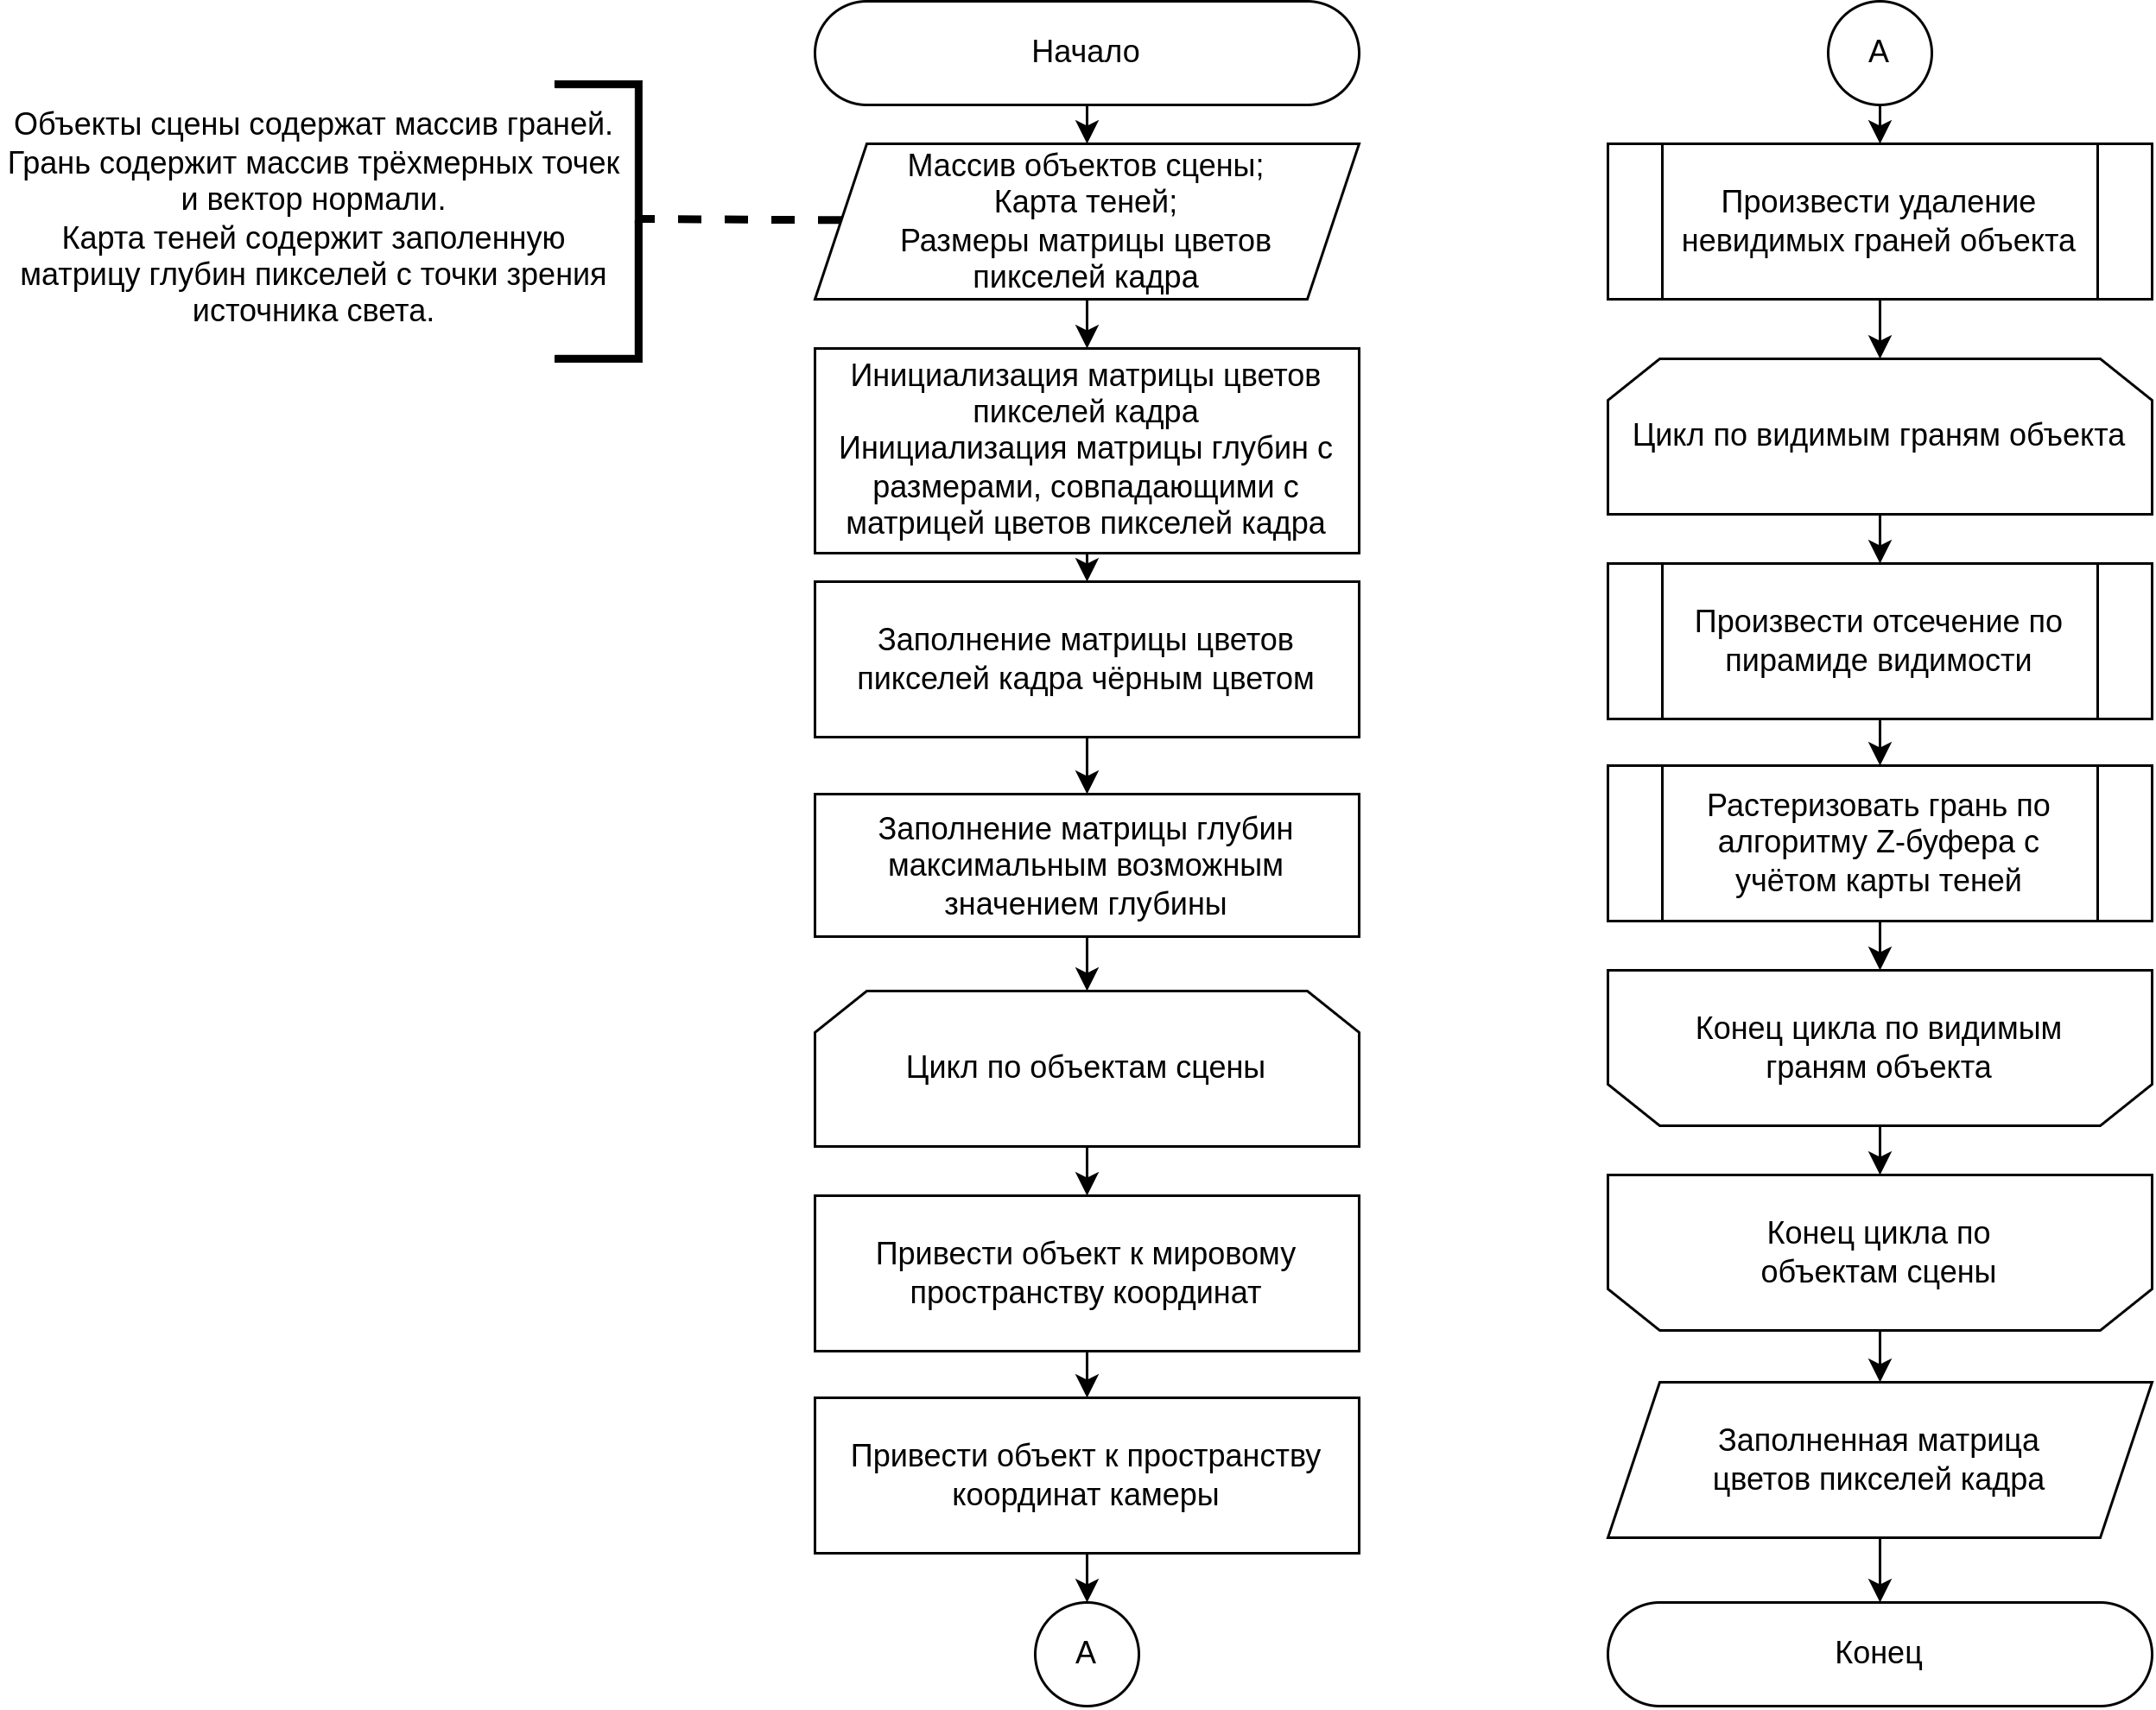 Объекты сцены содержат массив граней.
Грань содержит массив трёхмерных точек
и вектор нормали.
Карта теней содержит заполенную
матрицу глубин пикселей с точки зрения
источника света.
Начало
Массив объектов сцены;
Карта теней;
Размеры матрицы цветов
пикселей кадра
Инициализация матрицы цветов
пикселей кадра
Инициализация матрицы глубин с
размерами, совпадающими с
матрицей цветов пикселей кадра
Заполнение матрицы цветов
пикселей кадра чёрным цветом
Заполнение матрицы глубин
максимальным возможным
значением глубины
Цикл по объектам сцены
Привести объект к мировому
пространству координат
Привести объект к пространству
координат камеры
А
А
Произвести удаление
невидимых граней объекта
Цикл по видимым граням объекта
Произвести отсечение по
пирамиде видимости
Растеризовать грань по
алгоритму Z-буфера с
учётом карты теней
Конец цикла по видимым
граням объекта
Конец цикла по
объектам сцены
Заполненная матрица
цветов пикселей кадра
Конец